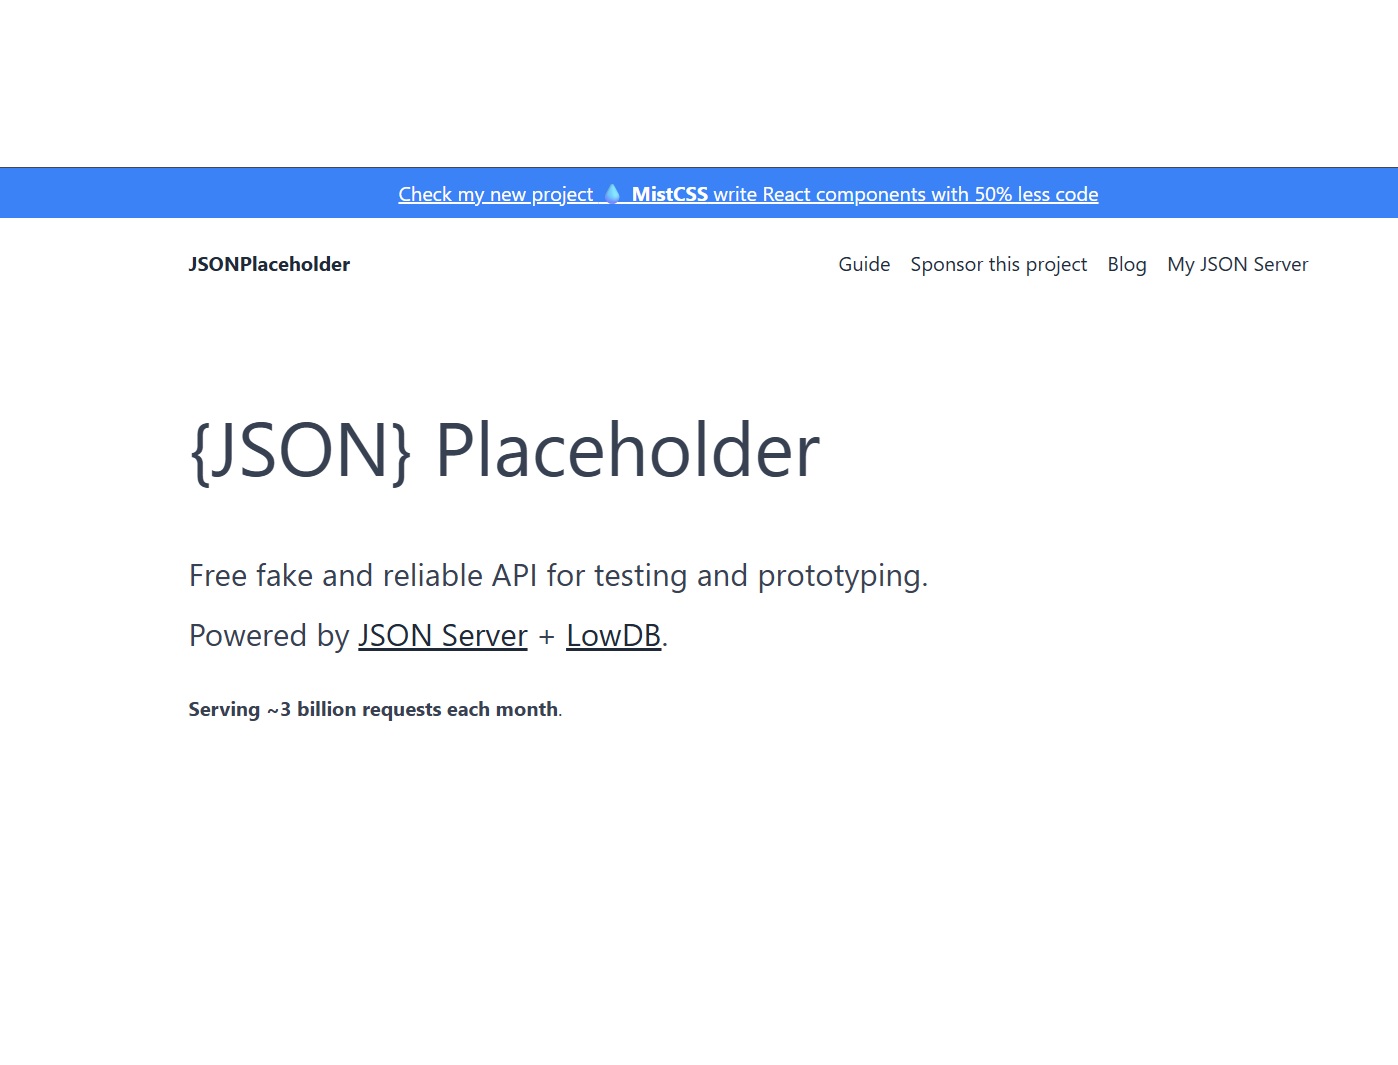 Check my new project 💧 MistCSS write React components with 50% less code
JSONPlaceholder
Guide Sponsor this project Blog My JSON Server
{JSON} Placeholder
Free fake and reliable API for testing and prototyping.
Powered by JSON Server + LowDB.
Serving ~3 billion requests each month.